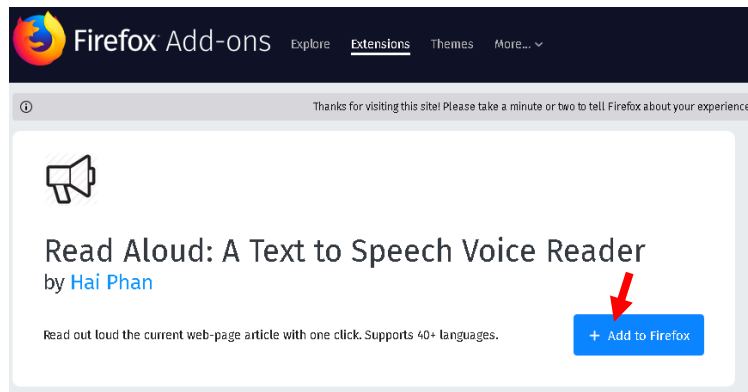 Firefox Add-ons Explore Extensions Themes More...
Thanks for visiting this site! Please take a minute or two to tell Firefox about your experience
Read Aloud: A Text to Speech Voice Reader
by Hai Phan
Read out loud the current web-page article with one click. Supports 40+ languages.
+ Add to Firefox